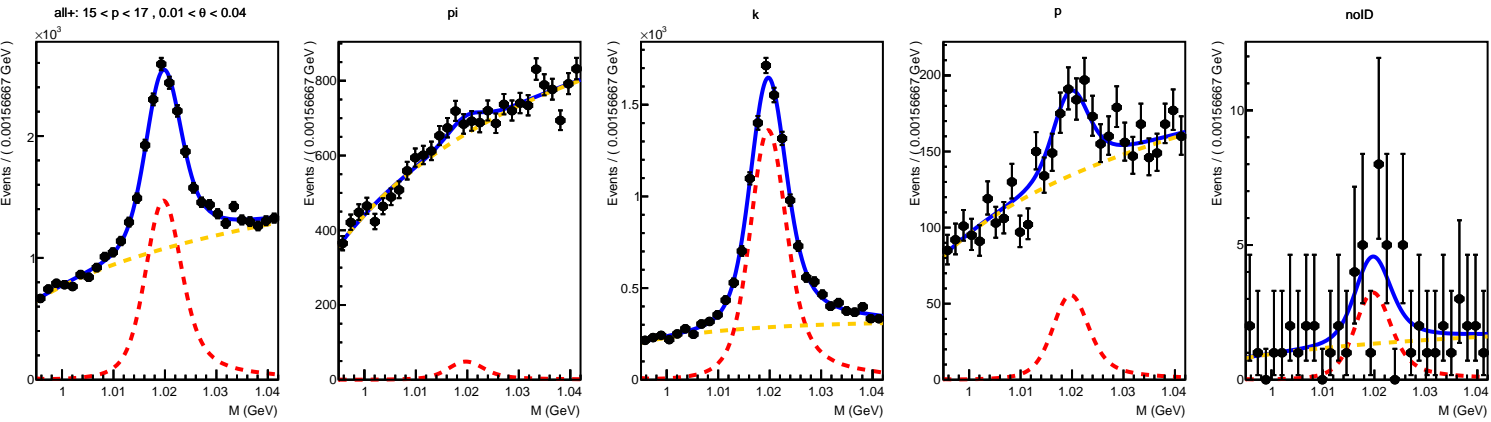 all+: 15 < p < 17 , 0.01 < θ < 0.04
×10³
Events / ( 0.00156667 GeV )
2
1
0
1 1.01 1.02 1.03 1.04
M (GeV)
pi
Events / ( 0.00156667 GeV )
800
600
400
200
0
1 1.01 1.02 1.03 1.04
M (GeV)
k
×10³
Events / ( 0.00156667 GeV )
1.5
1
0.5
0
1 1.01 1.02 1.03 1.04
M (GeV)
p
Events / ( 0.00156667 GeV )
200
150
100
50
0
1 1.01 1.02 1.03 1.04
M (GeV)
noID
Events / ( 0.00156667 GeV )
10
5
0
1 1.01 1.02 1.03 1.04
M (GeV)